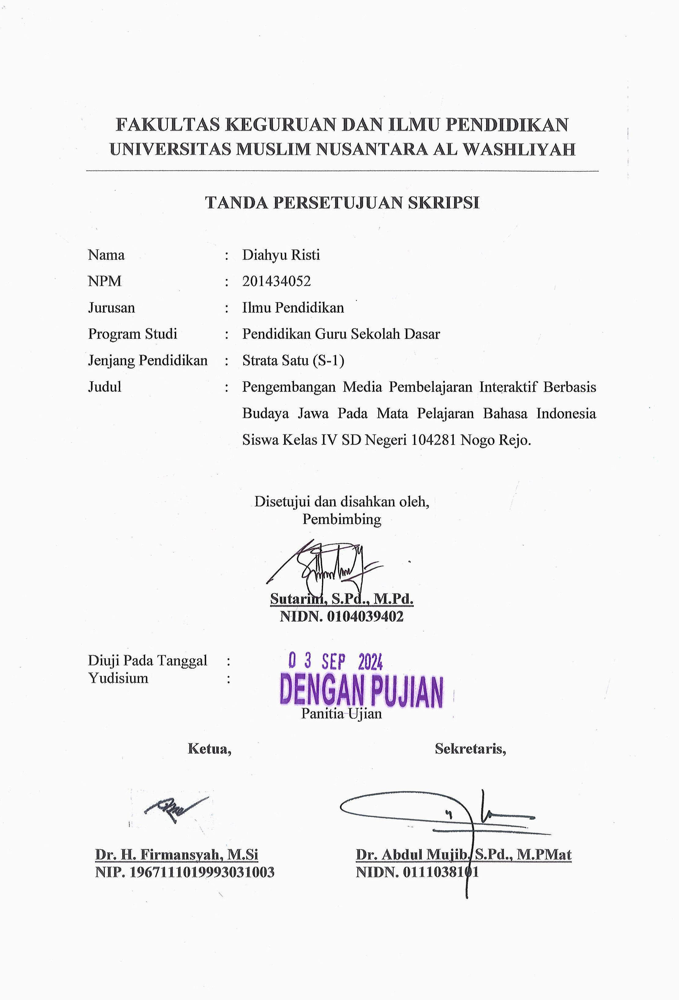 FAKULTAS KEGURUAN DAN ILMU PENDIDIKAN
UNIVERSITAS MUSLIM NUSANTARA AL WASHLIYAH
TANDA PERSETUJUAN SKRIPSI
Nama : Diahyu Risti
NPM : 201434052
Jurusan : Ilmu Pendidikan
Program Studi : Pendidikan Guru Sekolah Dasar
Jenjang Pendidikan : Strata Satu (S-1)
Judul : Pengembangan Media Pembelajaran Interaktif Berbasis
Budaya Jawa Pada Mata Pelajaran Bahasa Indonesia
Siswa Kelas IV SD Negeri 104281 Nogo Rejo.
Disetujui dan disahkan oleh,
Pembimbing
Sutarini, S.Pd., M.Pd.
NIDN. 0104039402
Diuji Pada Tanggal : 03 SEP 2024
Yudisium : DENGAN PUJIAN
Panitia Ujian
Ketua, Sekretaris,
Dr. H. Firmansyah, M.Si Dr. Abdul Mujib, S.Pd., M.PMat
NIP. 1967111019993031003 NIDN. 0111038101